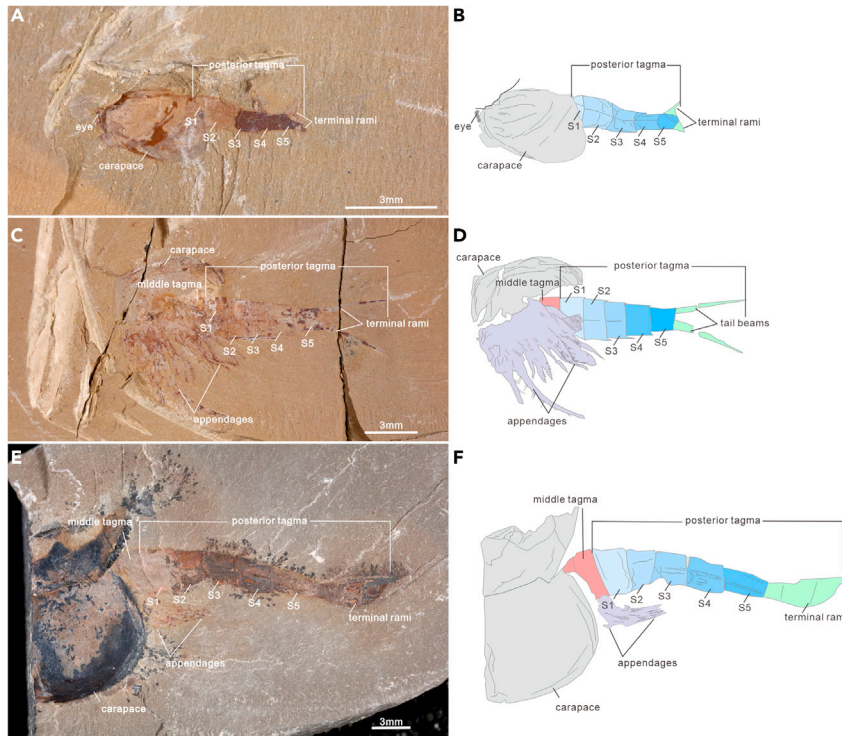 A
posterior tagma
eye
S1
S2
S3
S4
S5
terminal rami
carapace
3mm
B
posterior tagma
eye
S1
S2
S3
S4
S5
terminal rami
carapace
C
carapace
middle tagma
posterior tagma
S1
S2
S3
S4
S5
terminal rami
appendages
3mm
D
carapace
posterior tagma
middle tagma
S1
S2
S3
S4
S5
tail beams
appendages
E
middle tagma
posterior tagma
S1
S2
S3
S4
S5
terminal rami
appendages
carapace
3mm
F
middle tagma
posterior tagma
S1
S2
S3
S4
S5
terminal ram
appendages
carapace